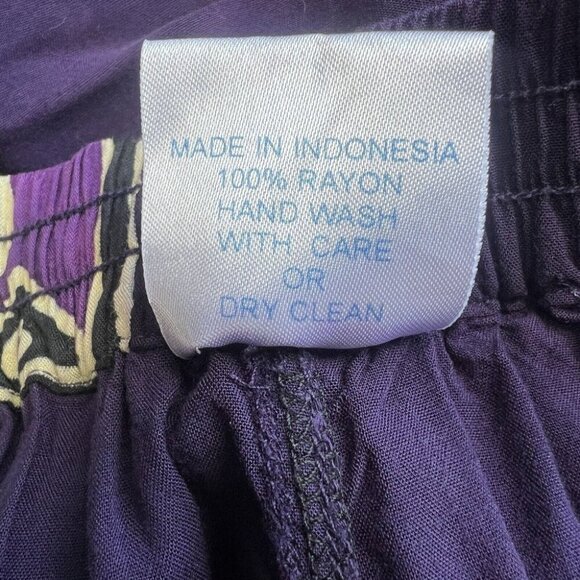 MADE IN INDONESIA
100% RAYON
HAND WASH
WITH CARE
OR
DRY CLEAN